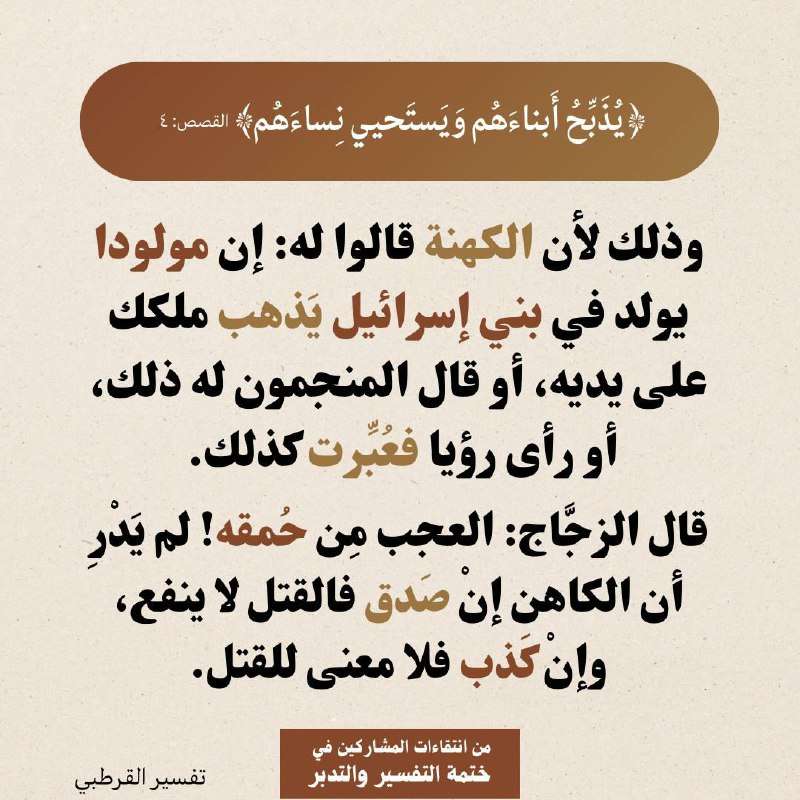 ﴿يُذَبِّحُ أَبناءَهُم وَيَستَحيي نِساءَهُم﴾ القصص: ٤
وذلك لأن الكهنة قالوا له: إن مولودا
يولد في بني إسرائيل يَذهب ملكك
على يديه، أو قال المنجمون له ذلك،
أو رأى رؤيا فعُبِّرت كذلك.
قال الزجَّاج: العجب مِن حُمقه! لم يَدْرِ
أن الكاهن إنْ صَدق فالقتل لا ينفع،
وإنْ كَذب فلا معنى للقتل.
من انتقاءات المشاركين في
ختمة التفسير والتدبر
تفسير القرطبي